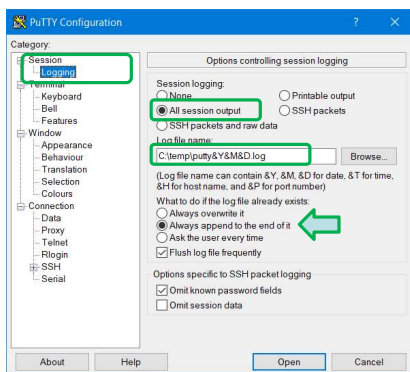 PuTTY Configuration
Category:
Session
Logging
Terminal
Keyboard
Bell
Features
Window
Appearance
Behaviour
Translation
Selection
Colours
Connection
Data
Proxy
Telnet
Rlogin
SSH
Serial
Options controlling session logging
Session logging:
None Printable output
All session output SSH packets
SSH packets and raw data
Log file name:
C:\temp\putty&Y&M&D.log Browse...
(Log file name can contain &Y, &M, &D for date, &T for time,
&H for host name, and &P for port number)
What to do if the log file already exists:
Always overwrite it
Always append to the end of it
Ask the user every time
Flush log file frequently
Options specific to SSH packet logging
Omit known password fields
Omit session data
About Help Open Cancel